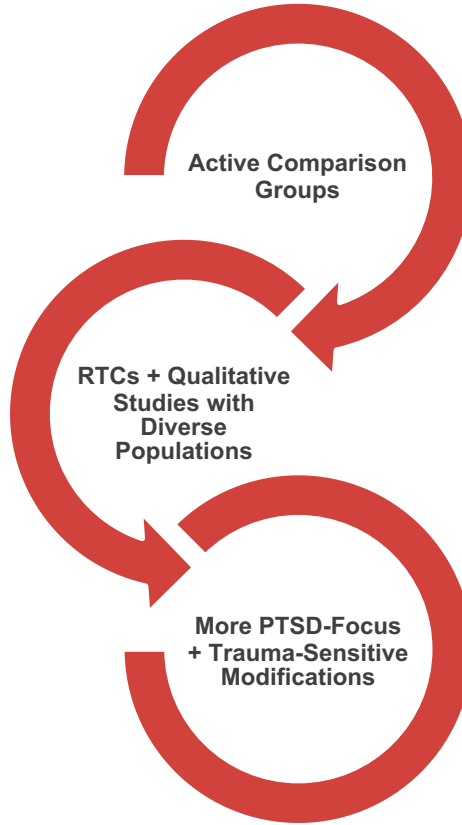 Active Comparison
Groups
RTCs + Qualitative
Studies with
Diverse
Populations
More PTSD-Focus
+ Trauma-Sensitive
Modifications